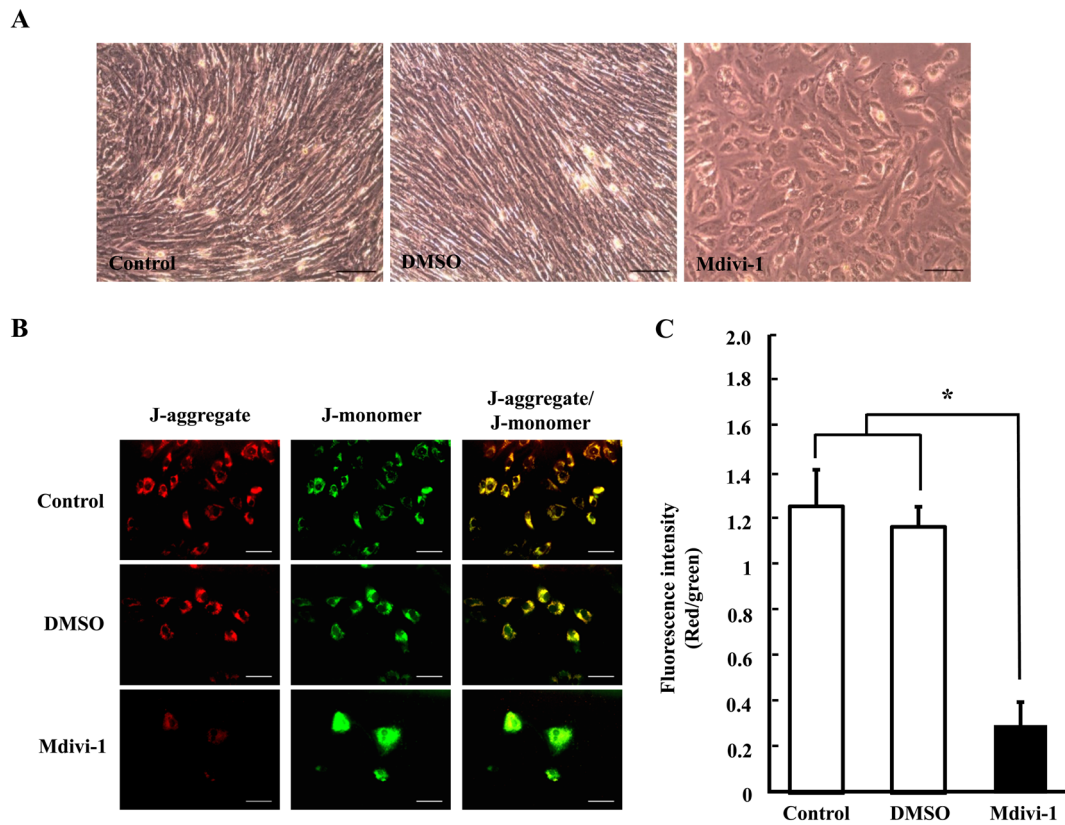 A
Control
DMSO
Mdivi-1
B
J-aggregate
J-monomer
J-aggregate/
J-monomer
Control
DMSO
Mdivi-1
C
Fluorescence intensity
(Red/green)
2.0
1.8
1.6
1.4
1.2
1
0.8
0.6
0.4
0.2
0
*
Control
DMSO
Mdivi-1